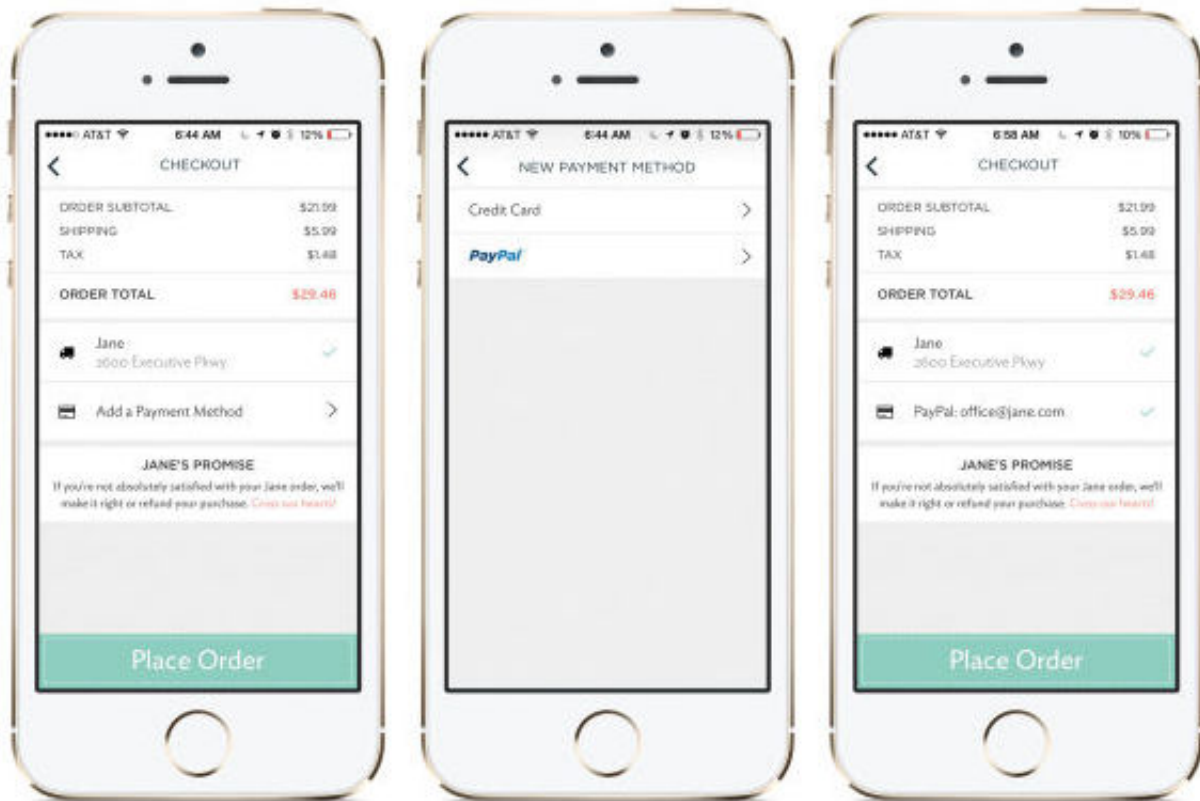 AT&T 6:44 AM 12%
CHECKOUT
ORDER SUBTOTAL $21.99
SHIPPING $5.99
TAX $1.48
ORDER TOTAL $29.46
Jane
2600 Executive Pkwy
Add a Payment Method
JANE'S PROMISE
If you're not absolutely satisfied with your Jane order, we'll
make it right or refund your purchase. Cross our hearts!
Place Order
AT&T 6:44 AM 12%
NEW PAYMENT METHOD
Credit Card
PayPal
AT&T 6:58 AM 10%
CHECKOUT
ORDER SUBTOTAL $21.99
SHIPPING $5.99
TAX $1.48
ORDER TOTAL $29.46
Jane
2600 Executive Pkwy
PayPal: office@jane.com
JANE'S PROMISE
If you're not absolutely satisfied with your Jane order, we'll
make it right or refund your purchase. Cross our hearts!
Place Order